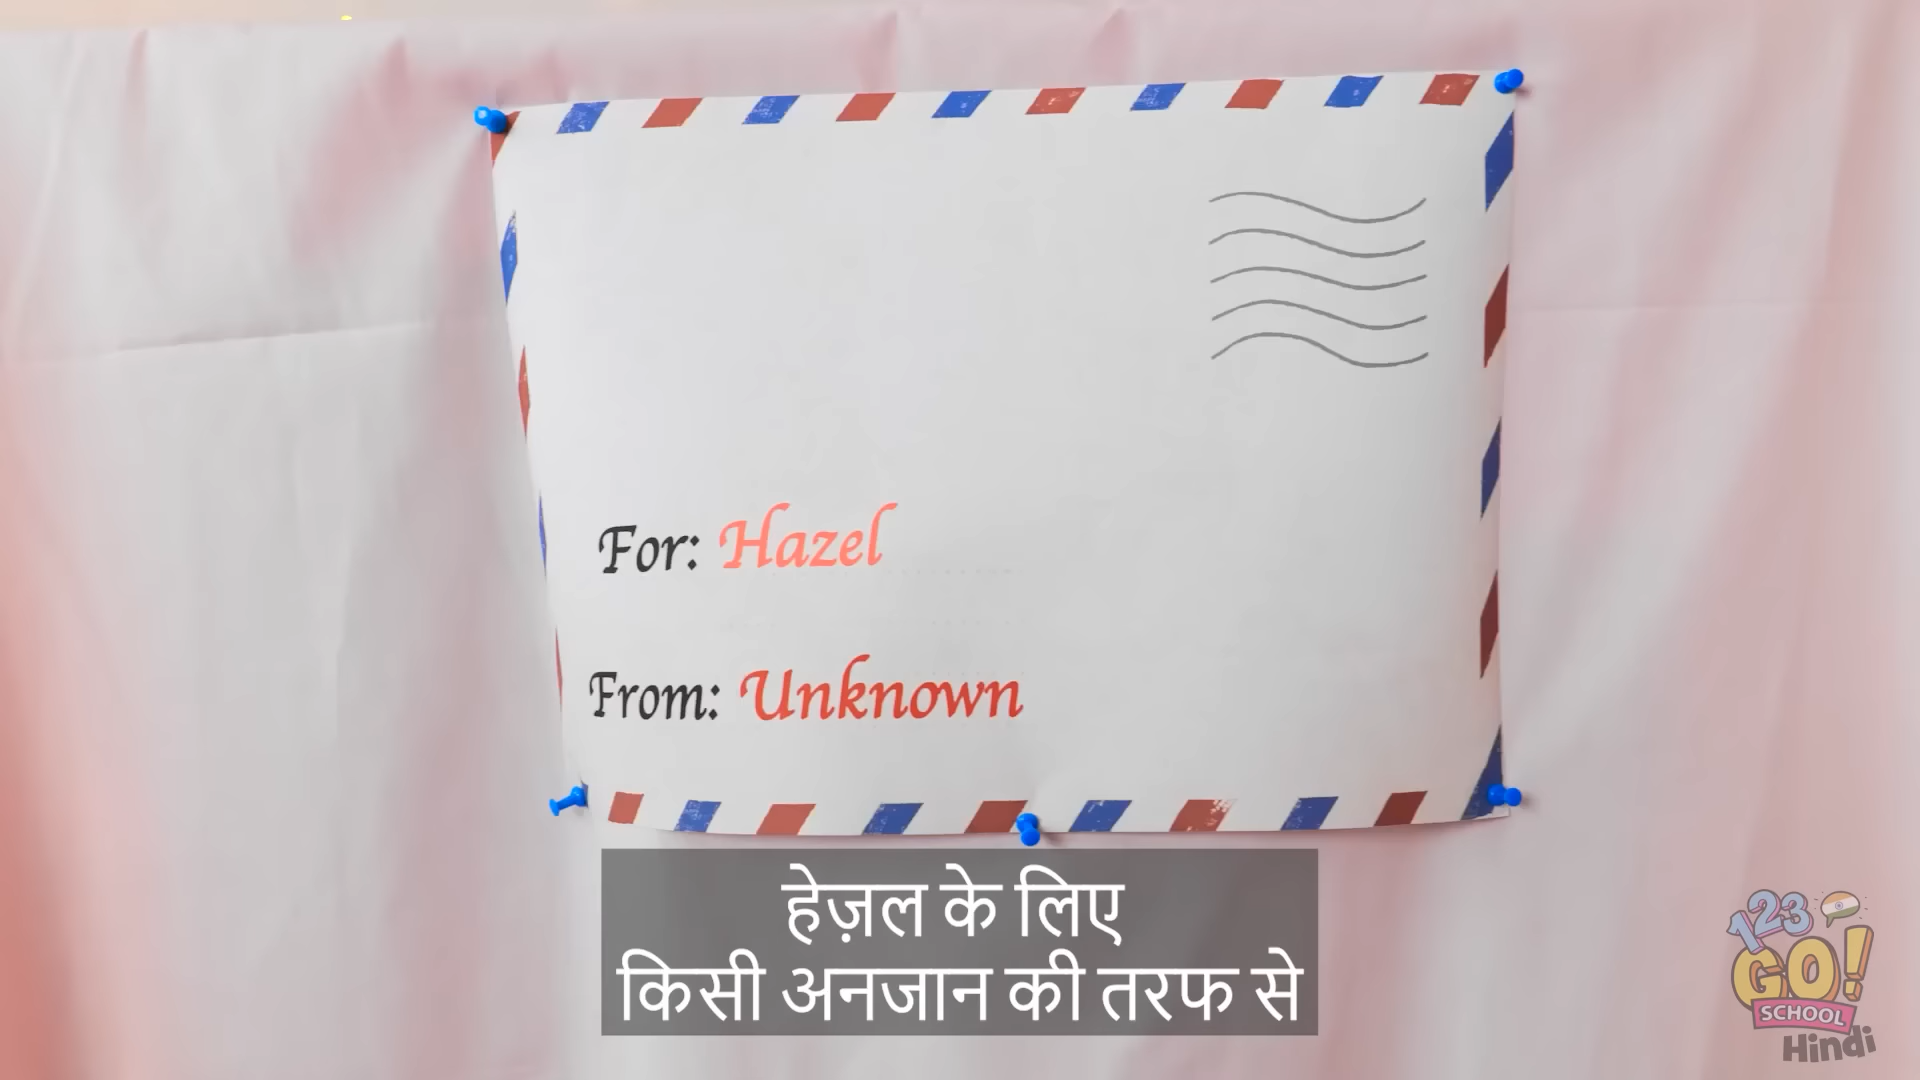 For: Hazel
From: Unknown
हेज़ल के लिए
किसी अनजान की तरफ से
123
GO!
SCHOOL
Hindi